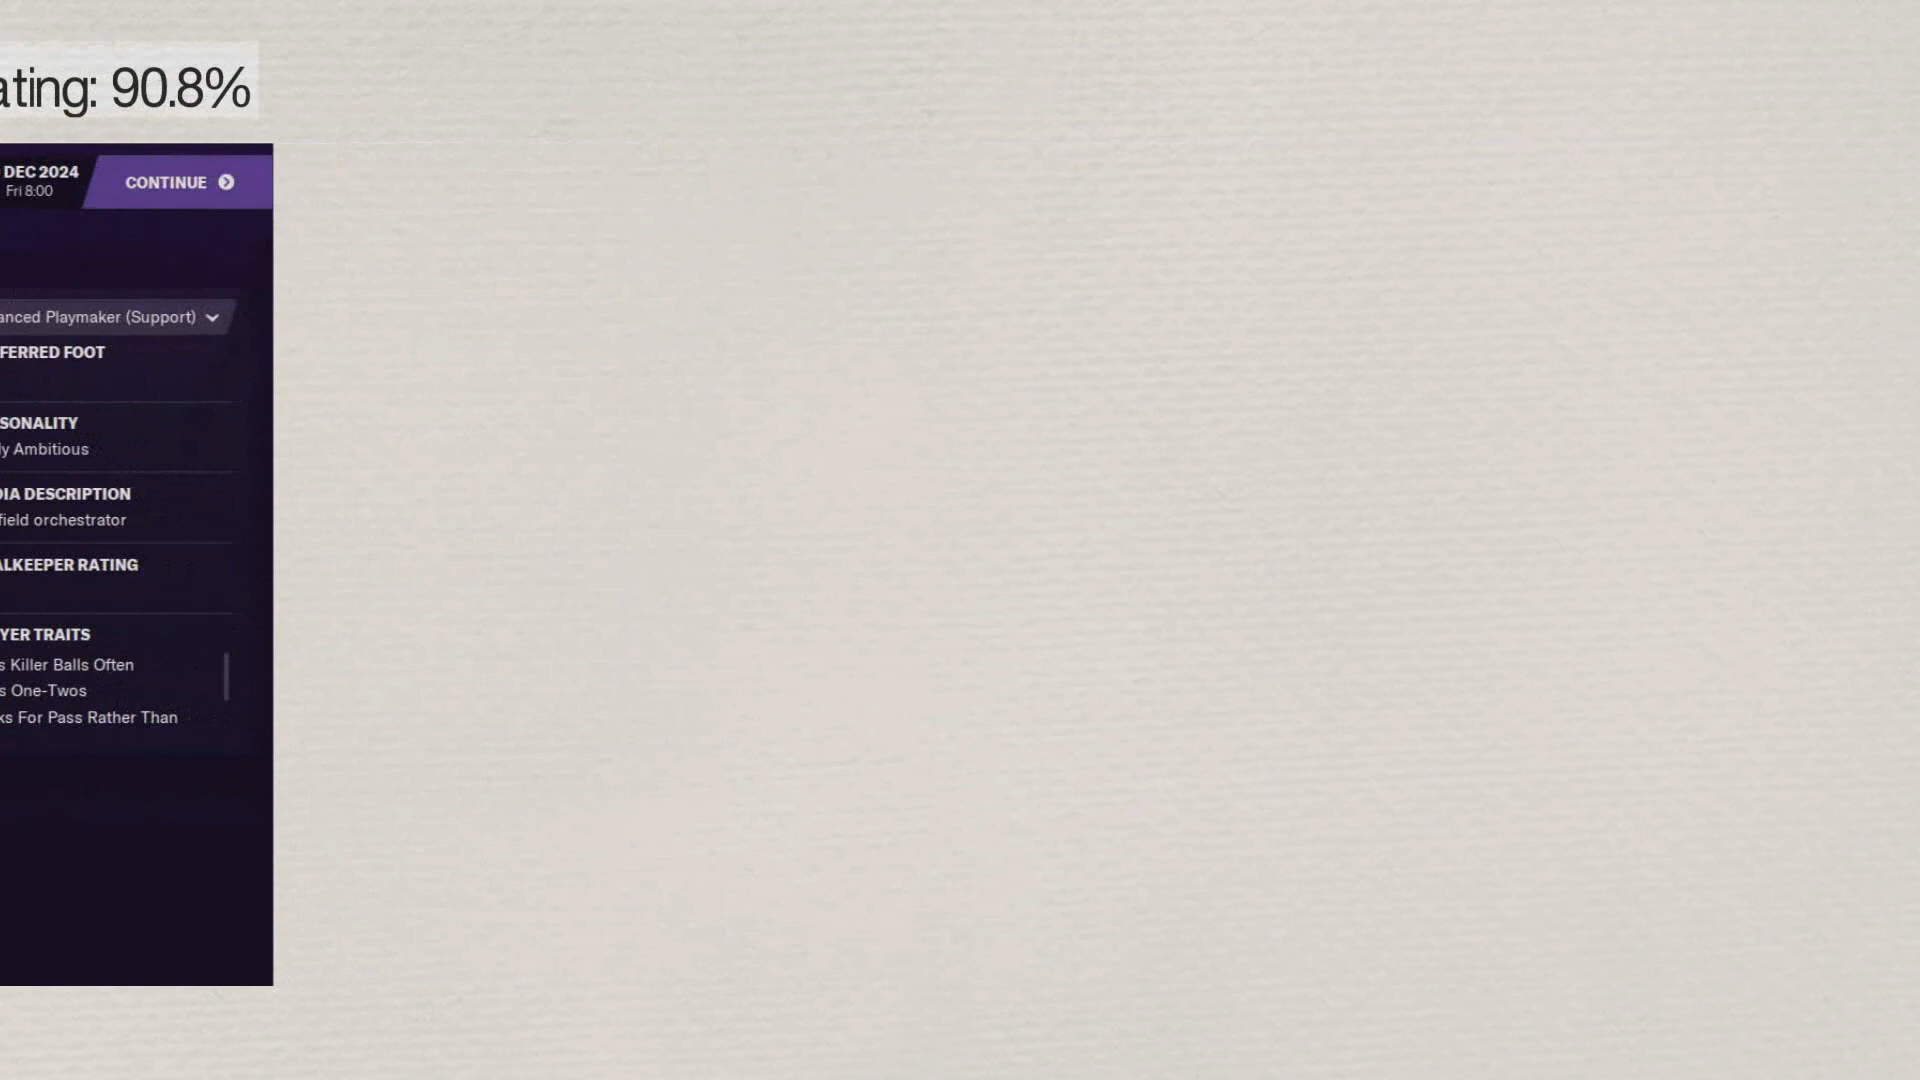 ating: 90.8%
DEC 2024
Fri 8:00
CONTINUE
anced Playmaker (Support)
FERRED FOOT
SONALITY
ly Ambitious
DIA DESCRIPTION
field orchestrator
ALKEEPER RATING
YER TRAITS
s Killer Balls Often
s One-Twos
ks For Pass Rather Than